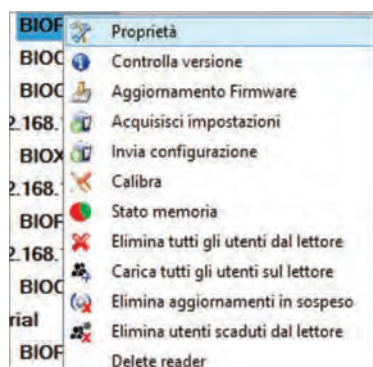 BIOF Proprietà
BIOC Controlla versione
BIOC Aggiornamento Firmware
2.168. Acquisisci impostazioni
BIOX Invia configurazione
2.168. Calibra
BIOF Stato memoria
2.168. Elimina tutti gli utenti dal lettore
BIOC Carica tutti gli utenti sul lettore
Elimina aggiornamenti in sospeso
rial Elimina utenti scaduti dal lettore
BIOF Delete reader